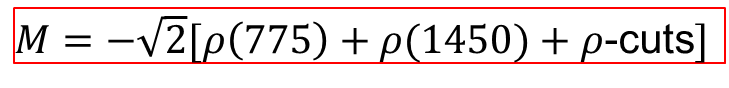 M = −√2[ρ(775) + ρ(1450) + ρ-cuts]